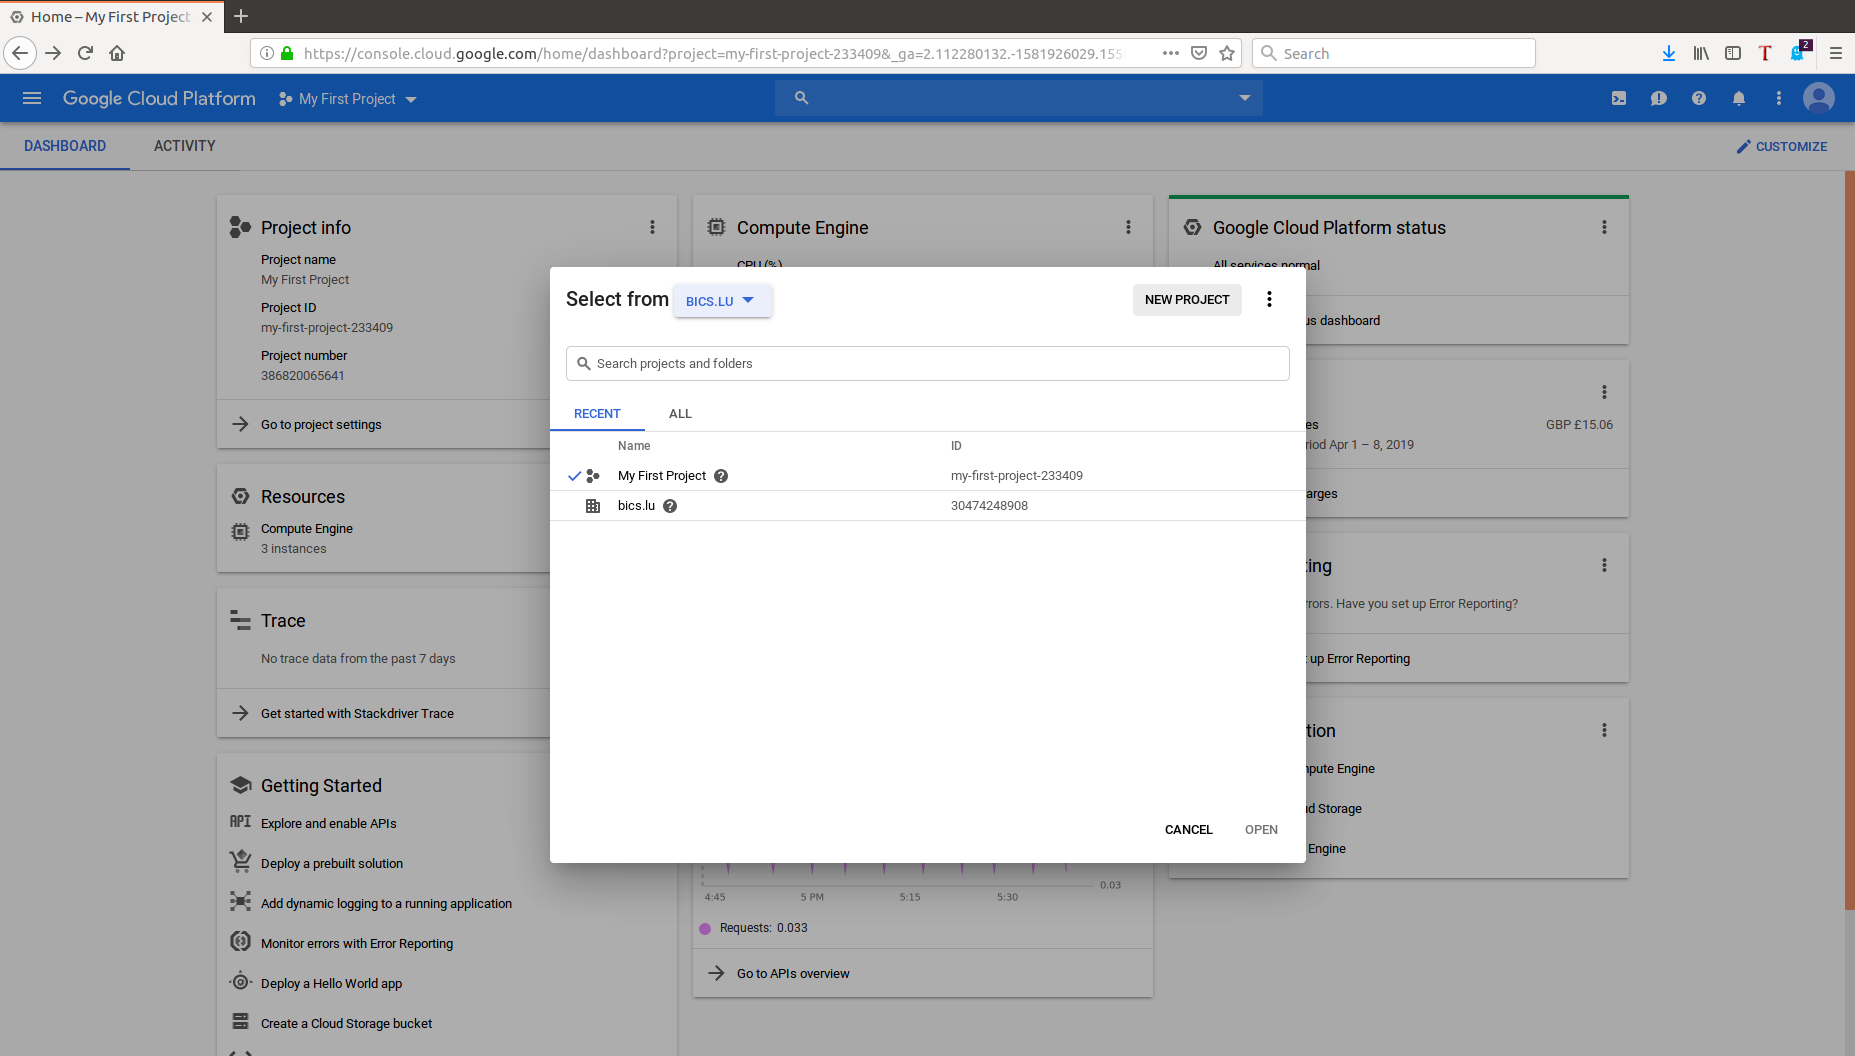 Home – My First Project
https://console.cloud.google.com/home/dashboard?project=my-first-project-233409&_ga=2.112280132.-1581926029.155
Search
2
Google Cloud Platform
My First Project
DASHBOARD
ACTIVITY
CUSTOMIZE
Project info
Project name
My First Project
Project ID
my-first-project-233409
Project number
386820065641
Go to project settings
Resources
Compute Engine
3 instances
Trace
No trace data from the past 7 days
Get started with Stackdriver Trace
Getting Started
API
Explore and enable APIs
Deploy a prebuilt solution
Add dynamic logging to a running application
Monitor errors with Error Reporting
Deploy a Hello World app
Create a Cloud Storage bucket
Compute Engine
CPU (%)
Select from
BICS.LU
NEW PROJECT
Search projects and folders
RECENT
ALL
Name
ID
My First Project
my-first-project-233409
bics.lu
30474248908
CANCEL
OPEN
4:45
5 PM
5:15
5:30
0.03
Requests: 0.033
Go to APIs overview
Google Cloud Platform status
All services normal
us dashboard
es
GBP £15.06
riod Apr 1 – 8, 2019
arges
ting
rors. Have you set up Error Reporting?
up Error Reporting
tion
npute Engine
ud Storage
Engine